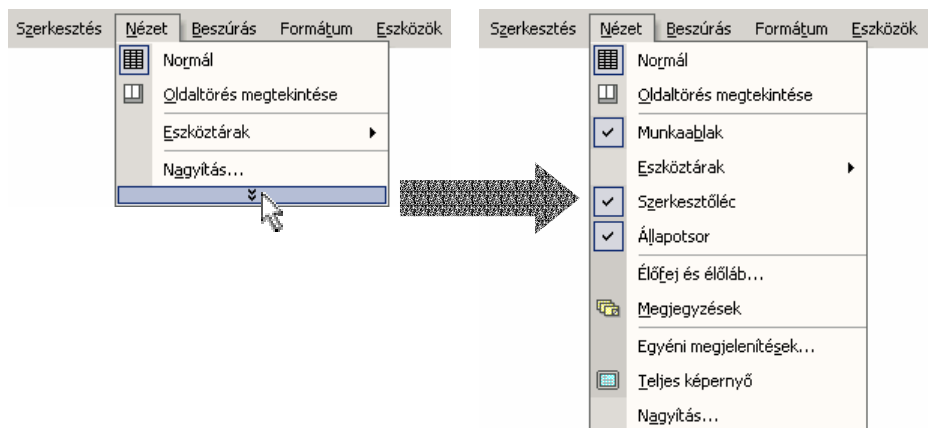 Szerkesztés Nézet Beszúrás Formátum Eszközök
Normál
Oldaltörés megtekintése
Eszköztárak
Nagyítás...
Szerkesztés Nézet Beszúrás Formátum Eszközök
Normál
Oldaltörés megtekintése
Munkaablak
Eszköztárak
Szerkesztőléc
Állapotsor
Élőfej és élőláb...
Megjegyzések
Egyéni megjelenítések...
Teljes képernyő
Nagyítás...